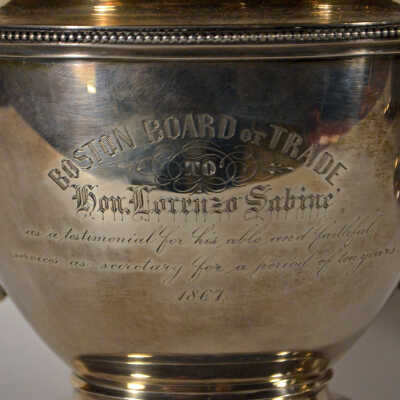 BOSTON BOARD OF TRADE
TO
Hon. Lorenzo Sabine
as a testimonial for his able and faithful
services as secretary for a period of ten years.
1867.